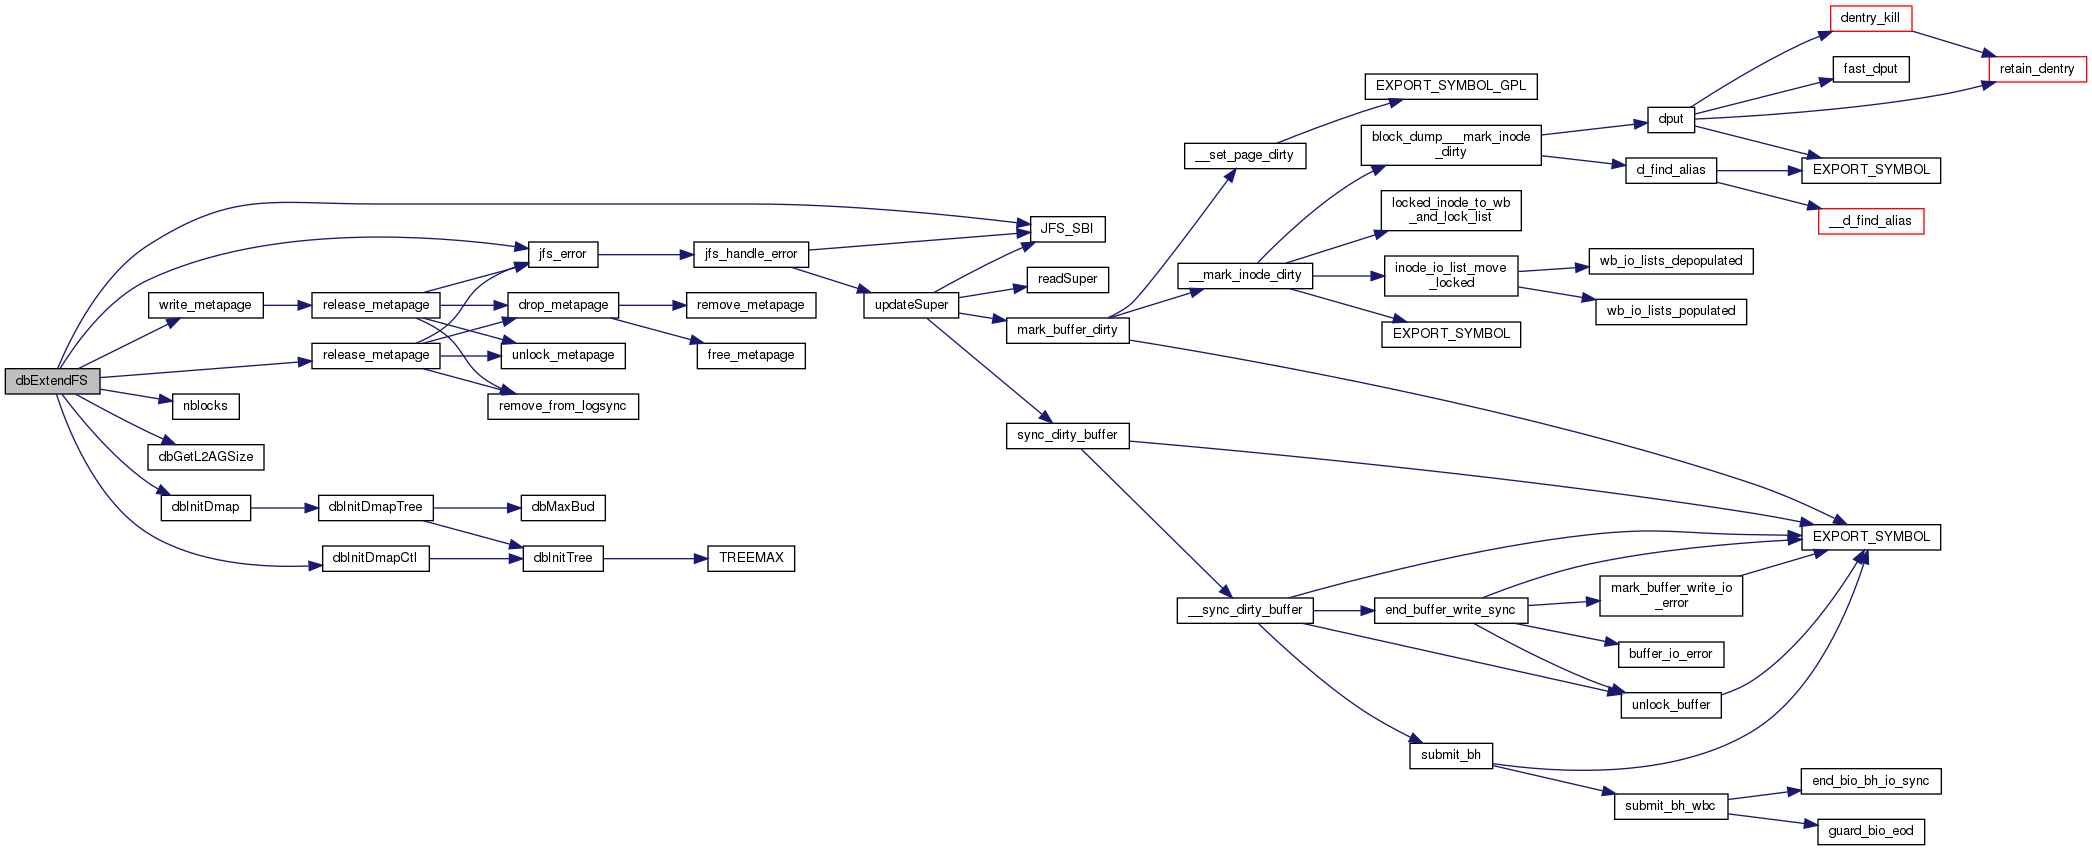 dentry_kill
fast_dput
retain_dentry
EXPORT_SYMBOL_GPL
dput
block_dump___mark_inode
_dirty
__set_page_dirty
d_find_alias
EXPORT_SYMBOL
locked_inode_to_wb
_and_lock_list
__d_find_alias
JFS_SBI
jfs_error
jfs_handle_error
readSuper
__mark_inode_dirty
inode_io_list_move
_locked
wb_io_lists_depopulated
wb_io_lists_populated
write_metapage
release_metapage
drop_metapage
remove_metapage
updateSuper
mark_buffer_dirty
EXPORT_SYMBOL
release_metapage
unlock_metapage
free_metapage
dbExtendFS
nblocks
remove_from_logsync
sync_dirty_buffer
dbGetL2AGSize
dbInitDmap
dbInitDmapTree
dbMaxBud
EXPORT_SYMBOL
dbInitDmapCtl
dbInitTree
TREEMAX
__sync_dirty_buffer
end_buffer_write_sync
mark_buffer_write_io
_error
buffer_io_error
unlock_buffer
submit_bh
end_bio_bh_io_sync
submit_bh_wbc
guard_bio_eod